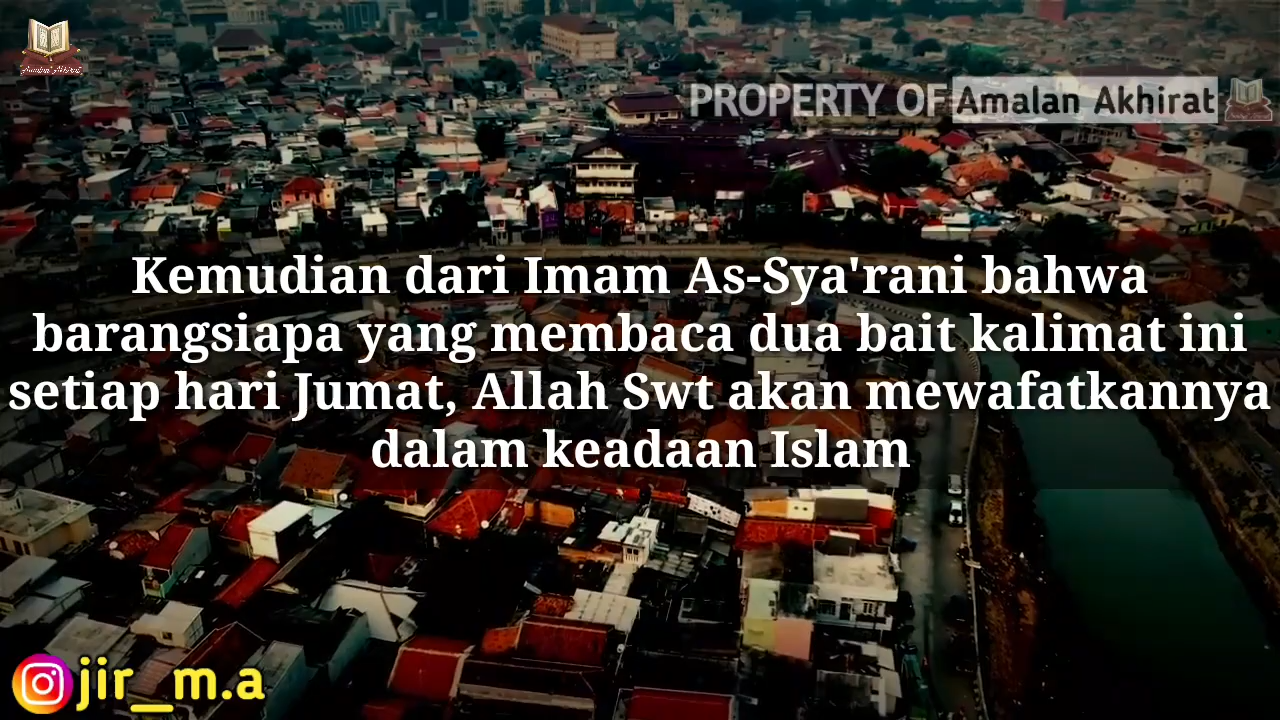 PROPERTY OF Amalan Akhirat
Kemudian dari Imam As-Sya'rani bahwa
barangsiapa yang membaca dua bait kalimat ini
setiap hari Jumat, Allah Swt akan mewafatkannya
dalam keadaan Islam
jir_m.a